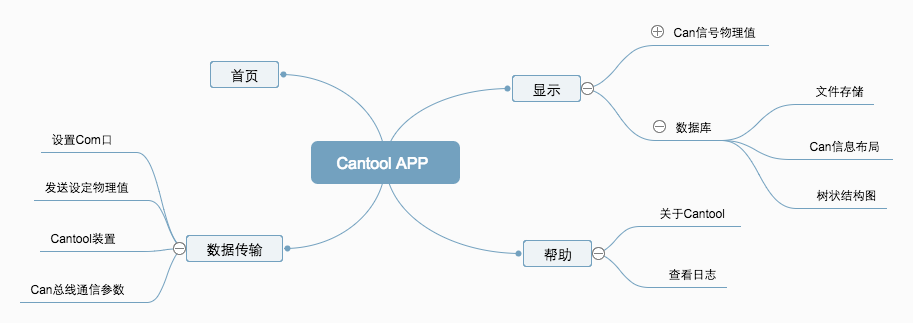 Cantool APP
首页
显示
Can信号物理值
数据库
文件存储
Can信息布局
树状结构图
数据传输
设置Com口
发送设定物理值
Cantool装置
Can总线通信参数
帮助
关于Cantool
查看日志